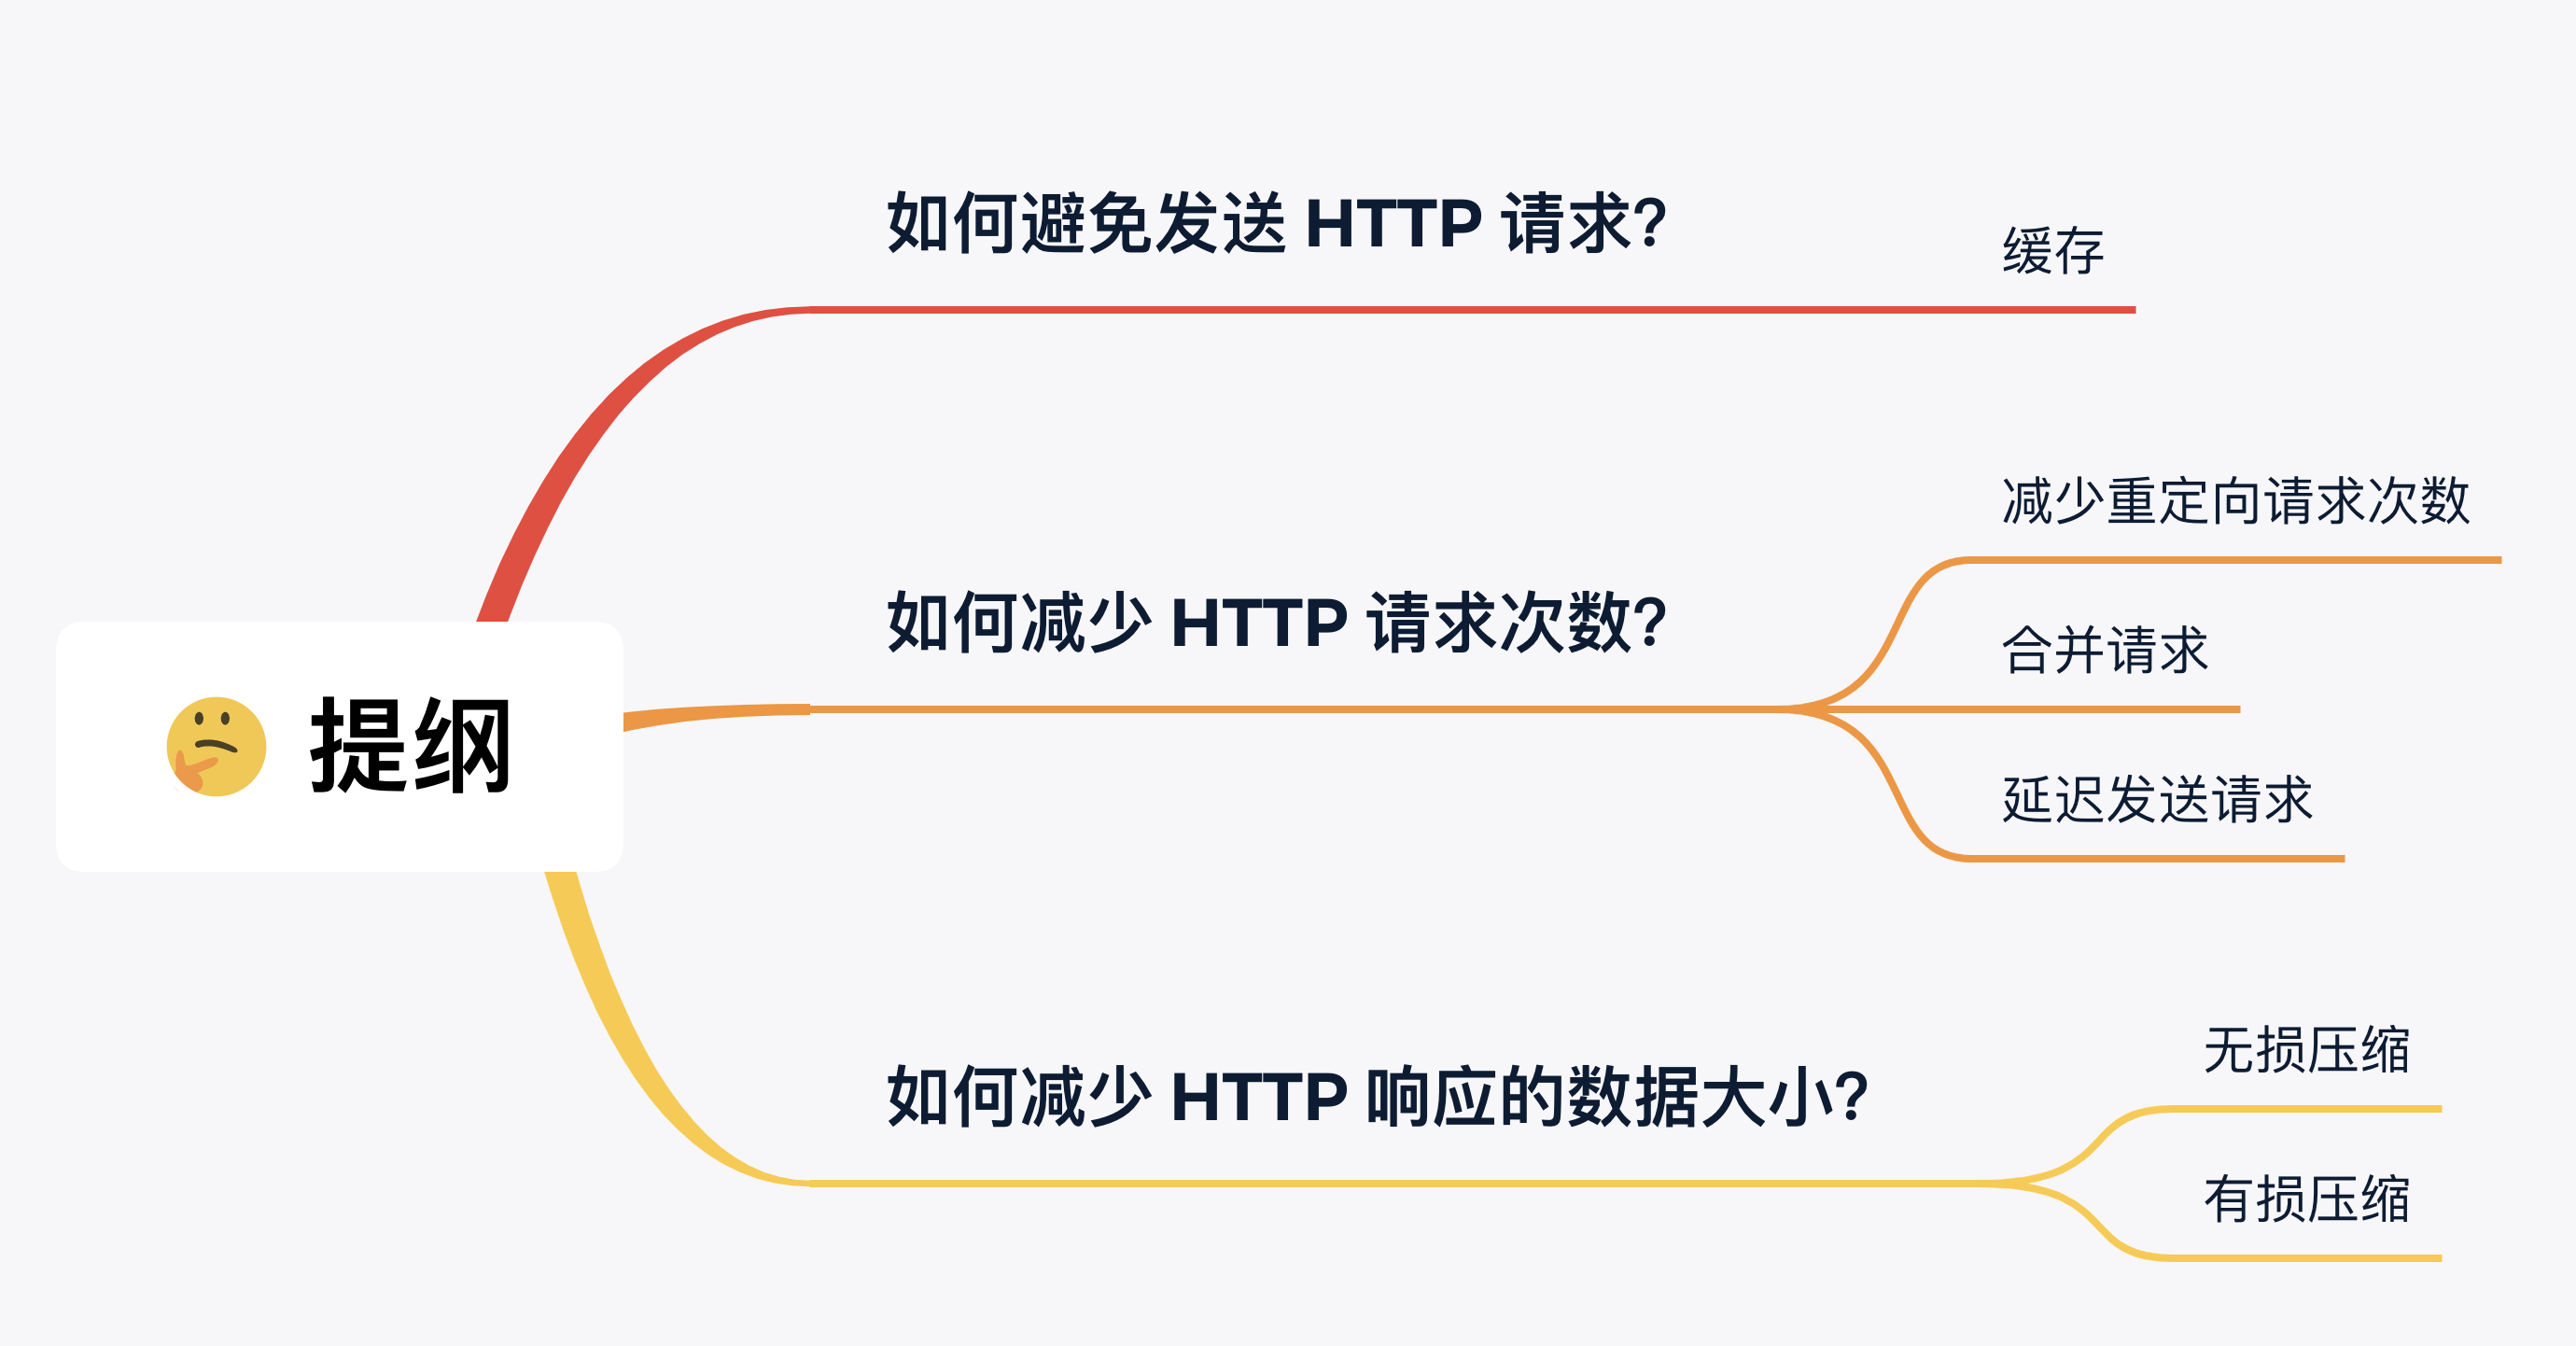 提纲
如何避免发送 HTTP 请求?
缓存
如何减少 HTTP 请求次数?
减少重定向请求次数
合并请求
延迟发送请求
如何减少 HTTP 响应的数据大小?
无损压缩
有损压缩